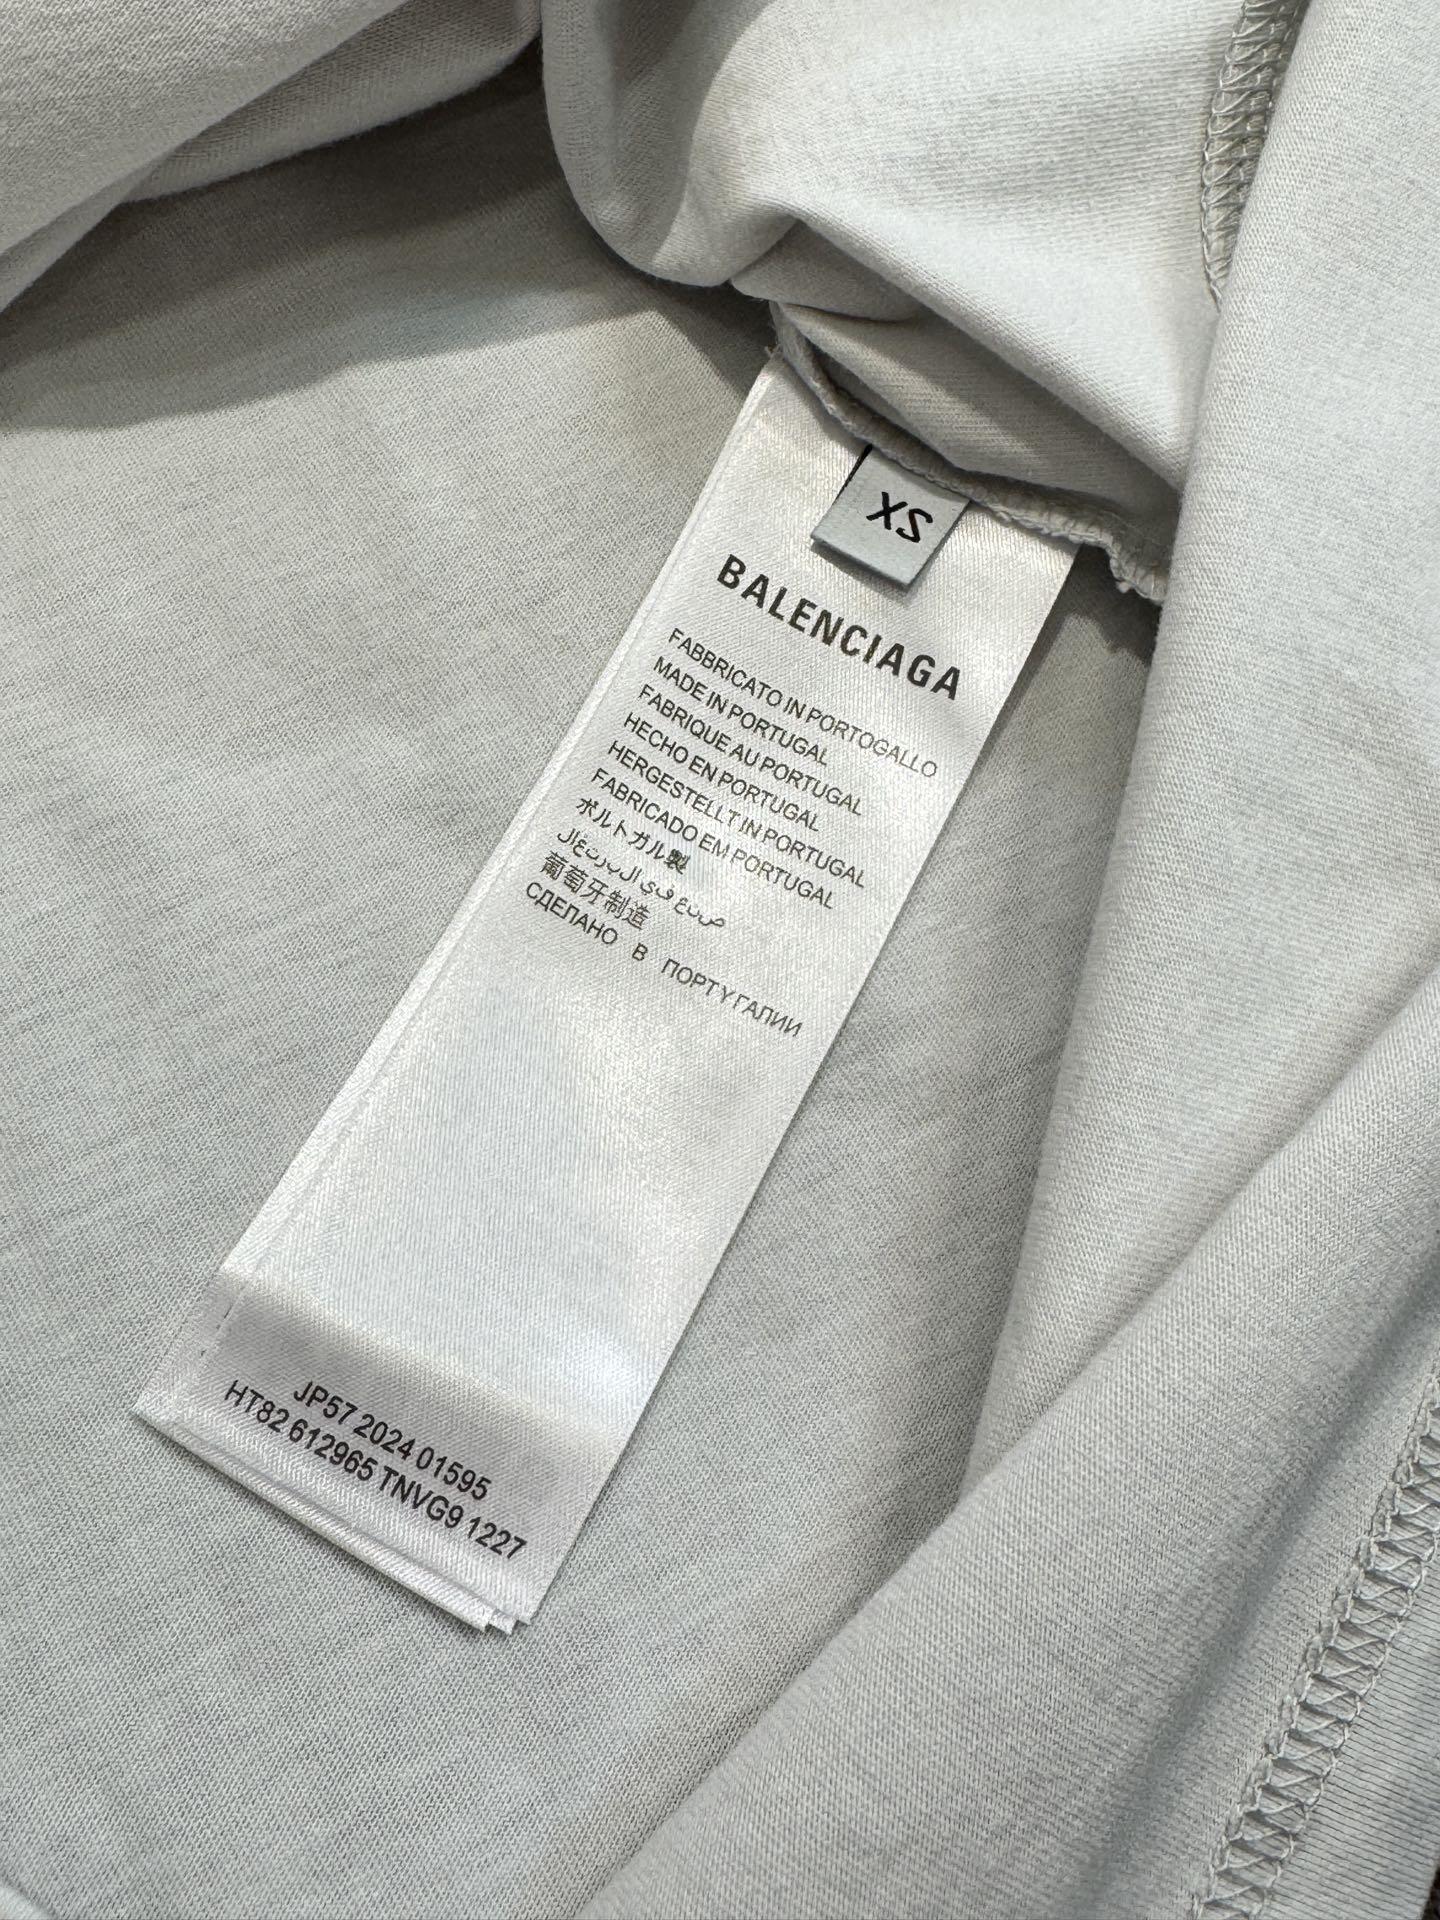 XS
BALENCIAGA
FABBRICATO IN PORTOGALLO
MADE IN PORTUGAL
FABRIQUE AU PORTUGAL
HECHO EN PORTUGAL
HERGESTELLT IN PORTUGAL
FABRICADO EM PORTUGAL
ポルトガル製
صنع في البرتغال
葡萄牙制造
СДЕЛАНО В ПОРТУГАЛИИ
JP57 2024 01595
HT82 612965 TNVG9 1227